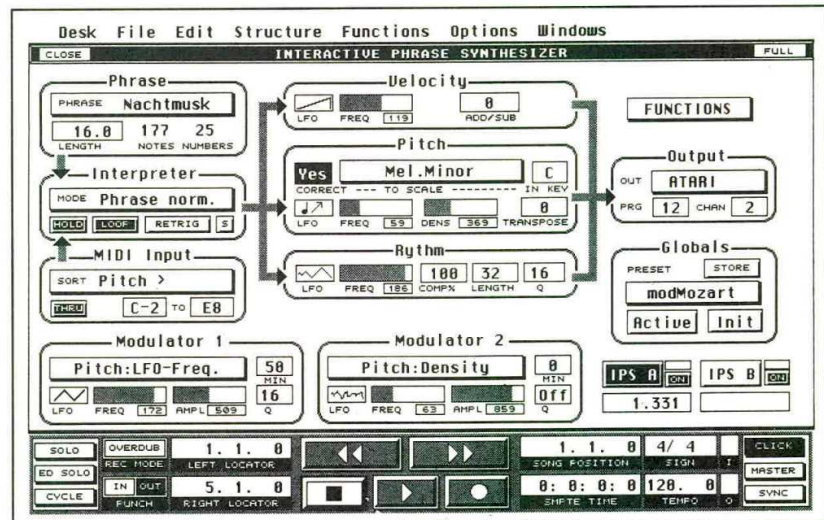 Desk File Edit Structure Functions Options Windows
CLOSE INTERACTIVE PHRASE SYNTHESIZER FULL
Phrase
PHRASE Nachtmusk
16.0 177 25
LENGTH NOTES NUMBERS
Interpreter
MODE Phrase norm.
HOLD LOOP RETRIG S
MIDI Input
SORT Pitch >
THRU C-2 TO E8
Velocity
LFO FREQ 119 0 ADD/SUB
Pitch
Yes Mel.Minor C
CORRECT --- TO SCALE -------- IN KEY
LFO FREQ 59 DENS 369 0 TRANSPOSE
Rythm
100 32 16
LFO FREQ 186 COMP% LENGTH Q
FUNCTIONS
Output
OUT ATARI
PRG 12 CHAN 2
Globals
PRESET STORE
modMozart
Active Init
Modulator 1
Pitch:LFO-Freq. 50
MIN
16
LFO FREQ 172 AMPL 509 Q
Modulator 2
Pitch:Density 0
MIN
Off
LFO FREQ 63 AMPL 859 Q
IPS A ON IPS B ON
1.331
SOLO OVERDUB 1. 1. 0 1. 1. 0 4/ 4 CLICK
REC MODE LEFT LOCATOR SONG POSITION SIGN I
ED SOLO MASTER
CYCLE IN OUT 5. 1. 0 0: 0: 0: 0 120. 0 SYNC
PUNCH RIGHT LOCATOR SMPTE TIME TEMPO O